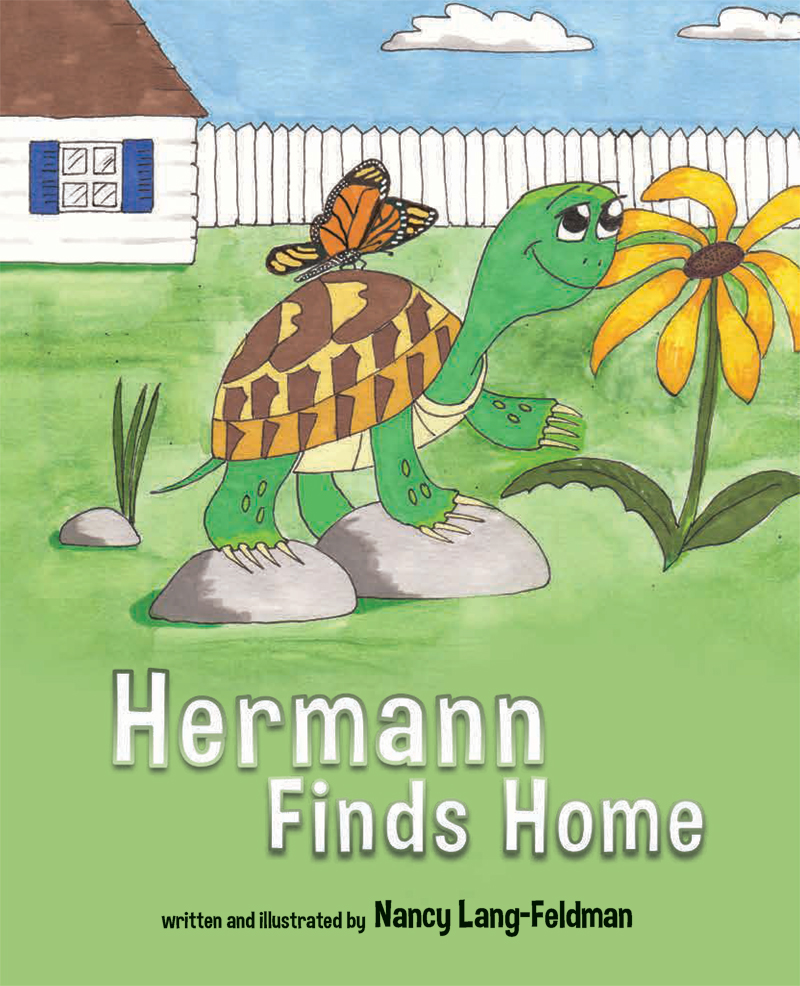 Hermann
Finds Home
written and illustrated by Nancy Lang-Feldman